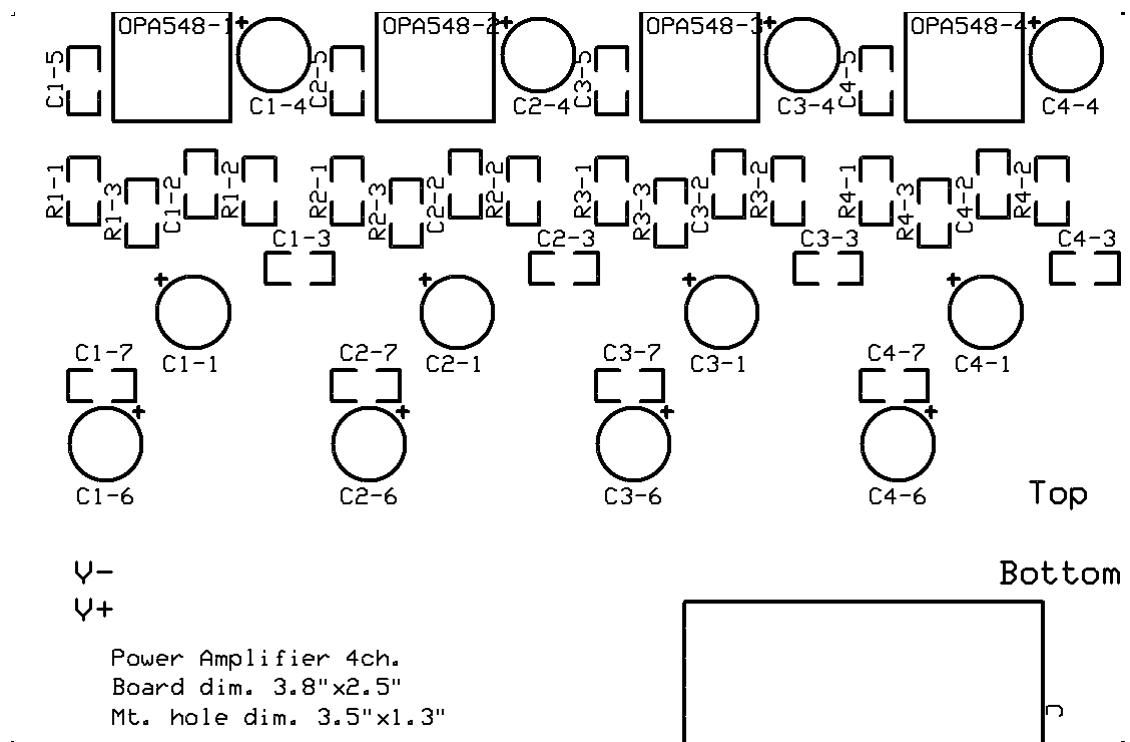 OPA548-1 OPA548-2 OPA548-3 OPA548-4
C1-5 C2-5 C3-5 C4-5
C1-4 C2-4 C3-4 C4-4
R1-1 R1-3 C1-2 R1-2 R2-1 R2-3 C2-2 R2-2 R3-1 R3-3 C3-2 R3-2 R4-1 R4-3 C4-2 R4-2
C1-3 C2-3 C3-3 C4-3
C1-7 C1-1 C2-7 C2-1 C3-7 C3-1 C4-7 C4-1
C1-6 C2-6 C3-6 C4-6
Top
V-
Bottom
V+
Power Amplifier 4ch.
Board dim. 3.8"x2.5"
Mt. hole dim. 3.5"x1.3"